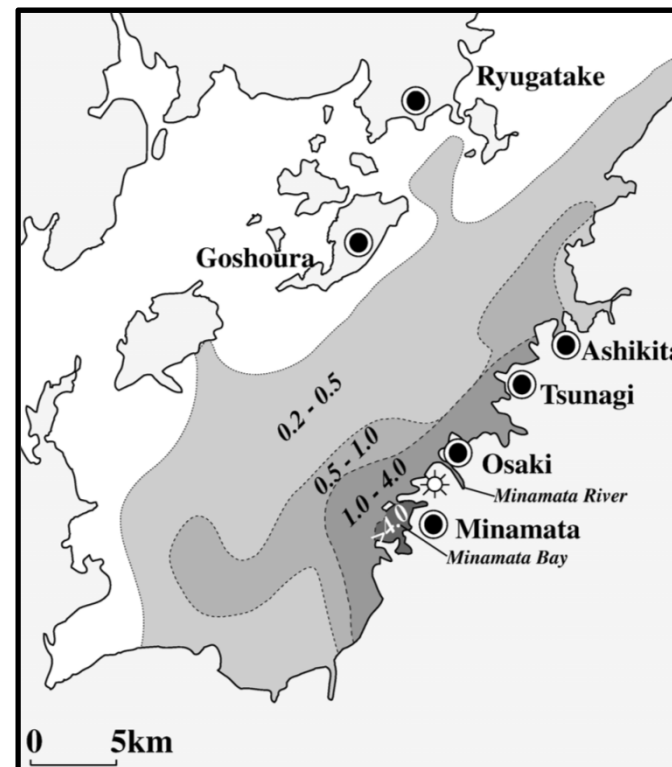 Ryugatake
Goshoura
Ashikita
Tsunagi
0.2 - 0.5
0.5 - 1.0
Osaki
1.0 - 4.0
Minamata River
~4.0
Minamata
Minamata Bay
0 5km